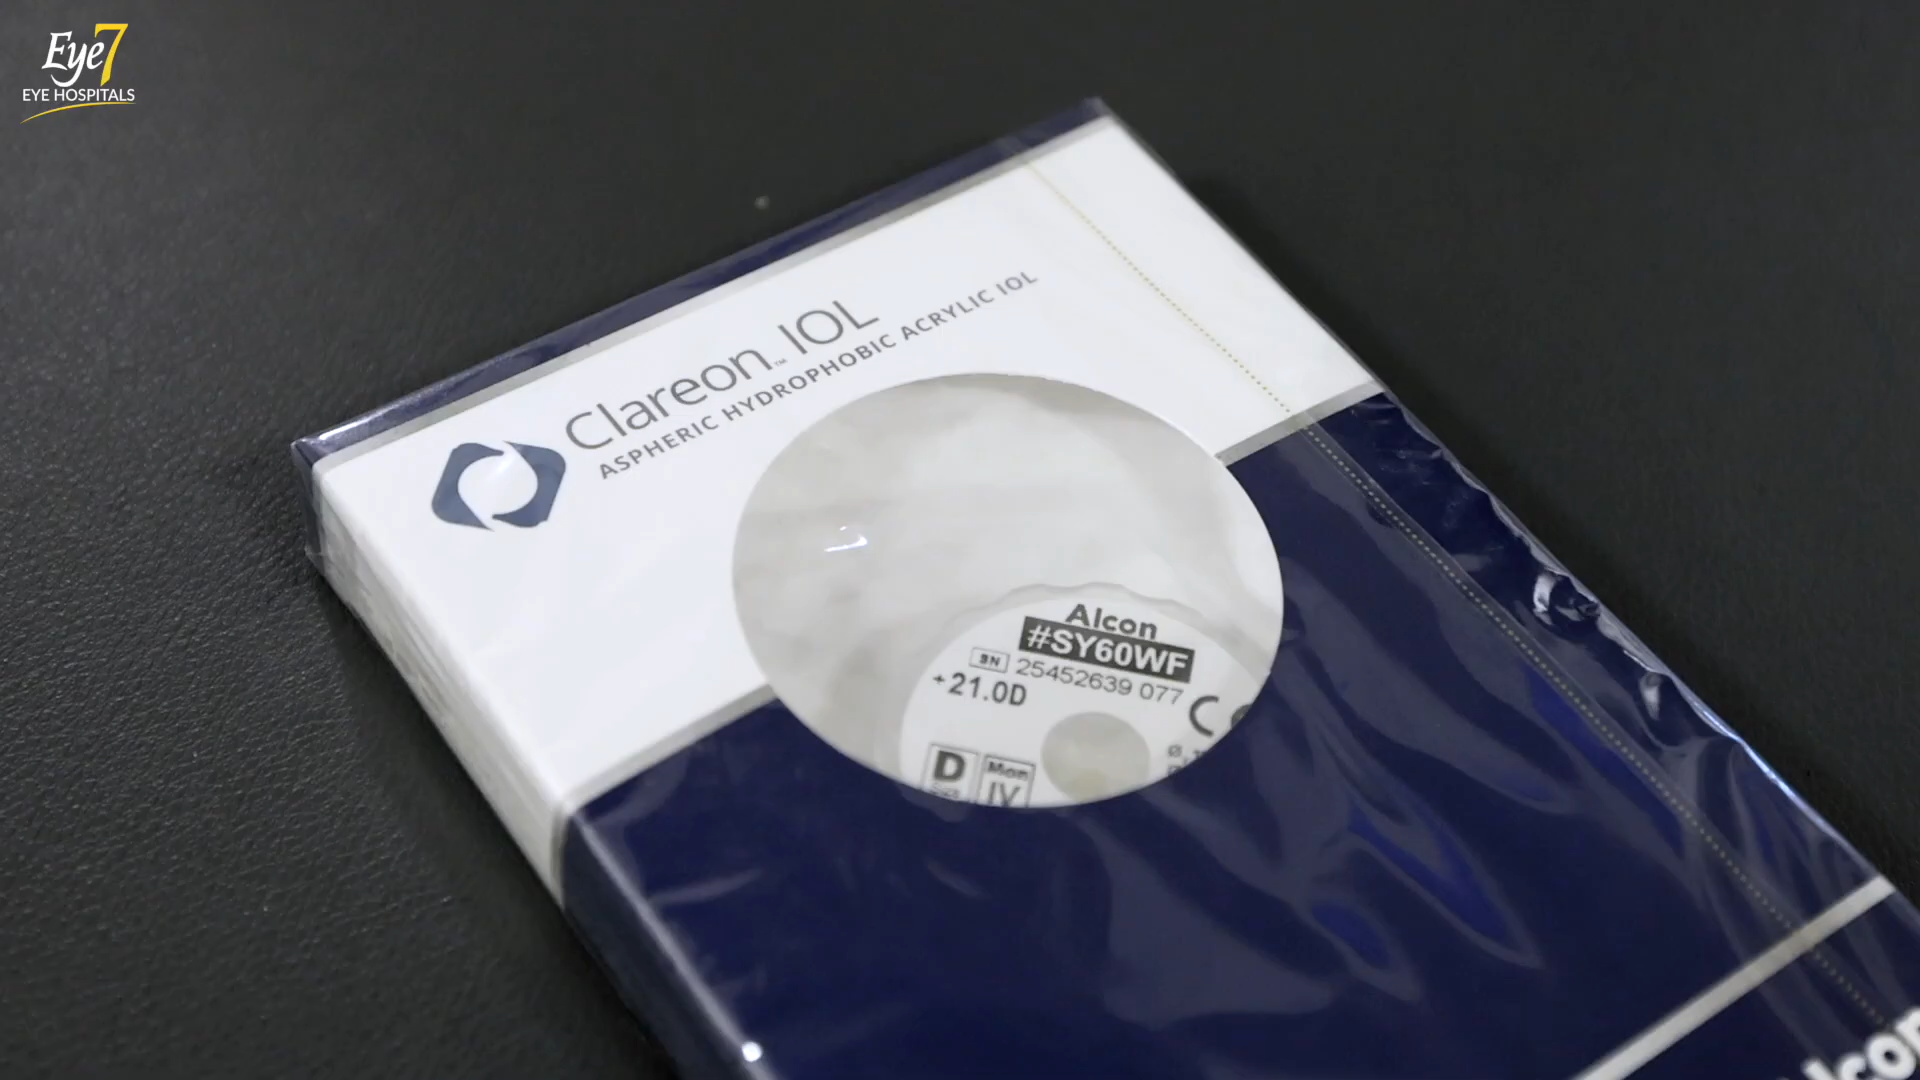 Eye7
EYE HOSPITALS
Clareon™ IOL
ASPHERIC HYDROPHOBIC ACRYLIC IOL
Alcon
#SY60WF
SN 25452639 077
+21.0D
D
Mon
IV